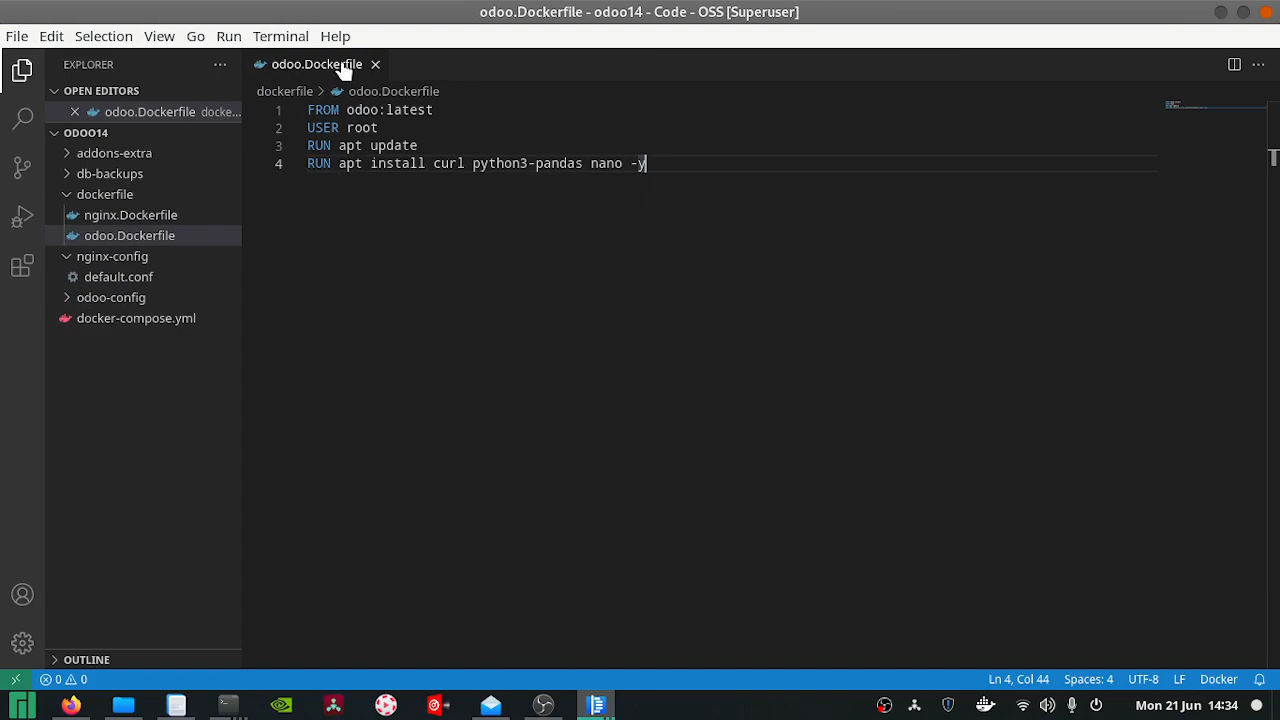 odoo.Dockerfile - odoo14 - Code - OSS [Superuser]
File Edit Selection View Go Run Terminal Help
EXPLORER
OPEN EDITORS
odoo.Dockerfile docke...
ODOO14
addons-extra
db-backups
dockerfile
nginx.Dockerfile
odoo.Dockerfile
nginx-config
default.conf
odoo-config
docker-compose.yml
OUTLINE
odoo.Dockerfile
dockerfile > odoo.Dockerfile
1 FROM odoo:latest
2 USER root
3 RUN apt update
4 RUN apt install curl python3-pandas nano -y
0 0 Ln 4, Col 44 Spaces: 4 UTF-8 LF Docker
Mon 21 Jun 14:34